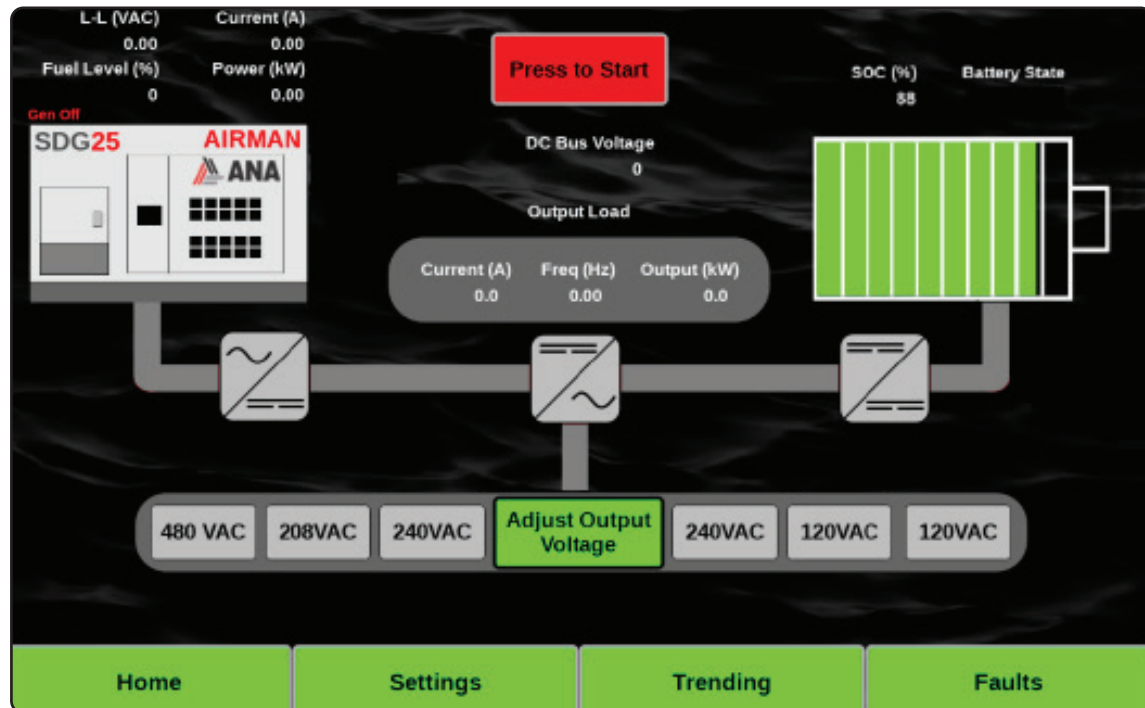 L-L (VAC) Current (A)
0.00 0.00
Fuel Level (%) Power (kW)
0 0.00
Gen Off
SDG25 AIRMAN
ANA
Press to Start
DC Bus Voltage
0
Output Load
Current (A) Freq (Hz) Output (kW)
0.0 0.00 0.0
SOC (%) Battery State
88
480 VAC 208VAC 240VAC Adjust Output Voltage 240VAC 120VAC 120VAC
Home Settings Trending Faults